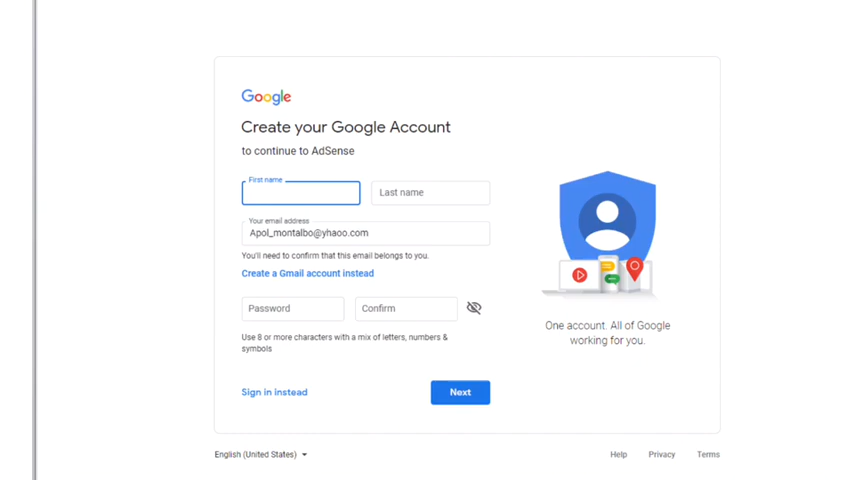 Google
Create your Google Account
to continue to AdSense
First name
Last name
Your email address
Apol_montalbo@yhaoo.com
You'll need to confirm that this email belongs to you.
Create a Gmail account instead
Password
Confirm
Use 8 or more characters with a mix of letters, numbers &
symbols
Sign in instead
Next
One account. All of Google
working for you.
English (United States)
Help
Privacy
Terms